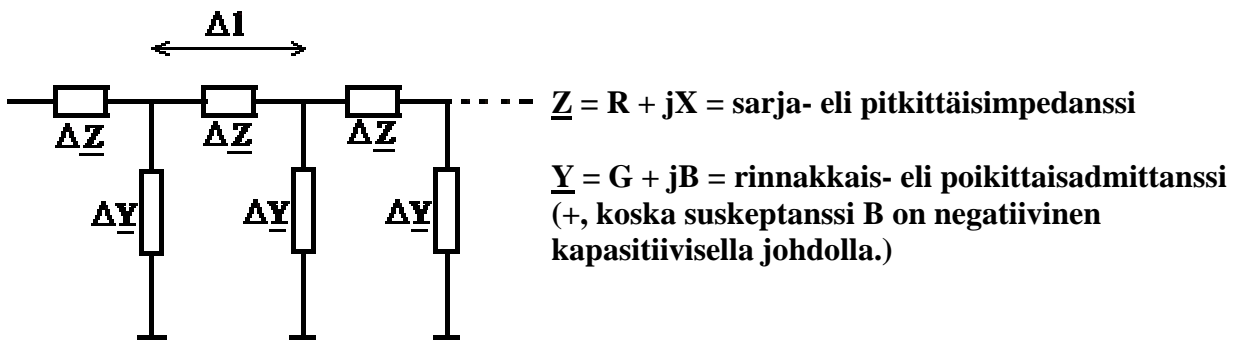 Δl
ΔZ ΔZ ΔZ
ΔY ΔY ΔY
Z = R + jX = sarja- eli pitkittäisimpedanssi
Y = G + jB = rinnakkais- eli poikittaisadmittanssi
(+, koska suskeptanssi B on negatiivinen
kapasitiivisella johdolla.)